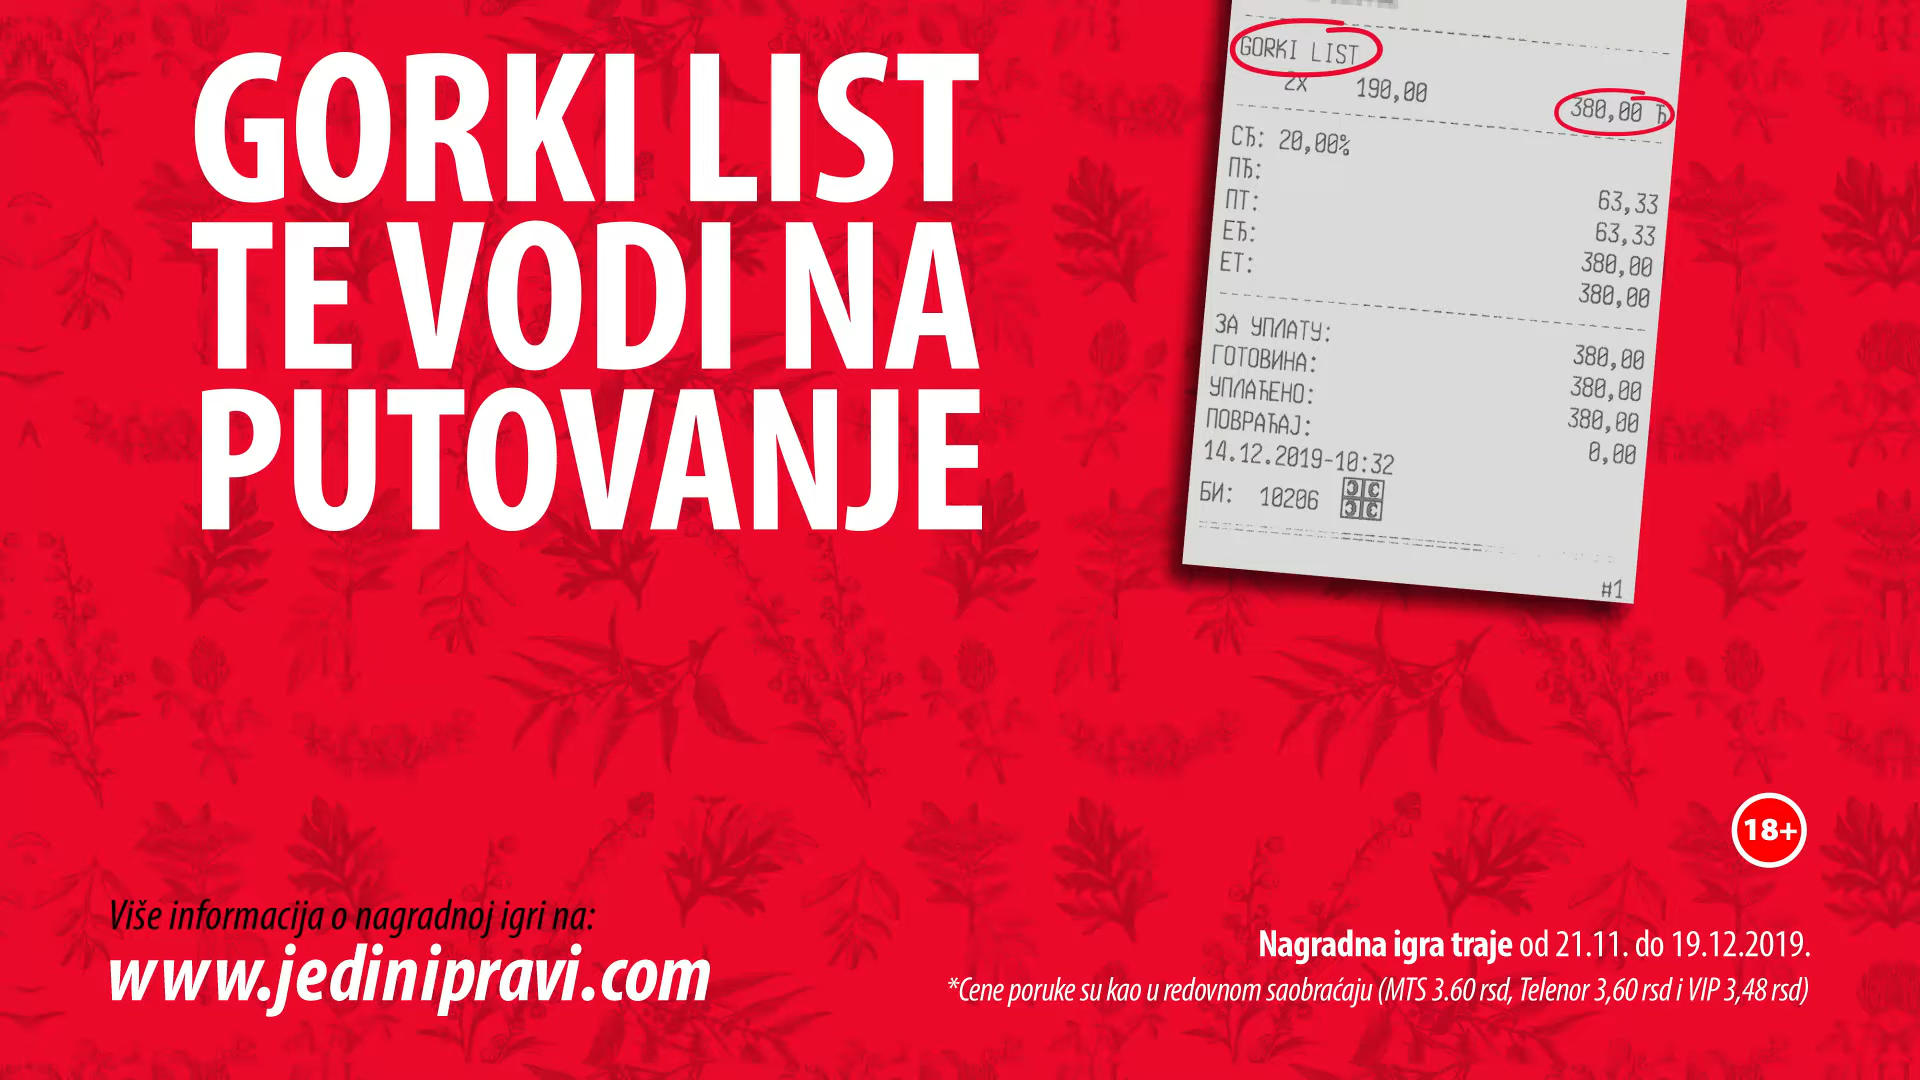 GORKI LIST
TE VODI NA
PUTOVANJE
GORKI LIST
2x 190,00
380,00 Ђ
СЂ: 20,00%
ПЂ:
63,33
ПТ:
63,33
ЕЂ:
380,00
ЕТ:
380,00
ЗА УПЛАТУ:
380,00
ГОТОВИНА:
380,00
УПЛАЋЕНО:
380,00
ПОВРАЋАЈ:
0,00
14.12.2019-10:32
БИ: 10206
#1
18+
Više informacija o nagradnoj igri na:
www.jedinipravi.com
Nagradna igra traje od 21.11. do 19.12.2019.
*Cene poruke su kao u redovnom saobraćaju (MTS 3.60 rsd, Telenor 3,60 rsd i VIP 3,48 rsd)